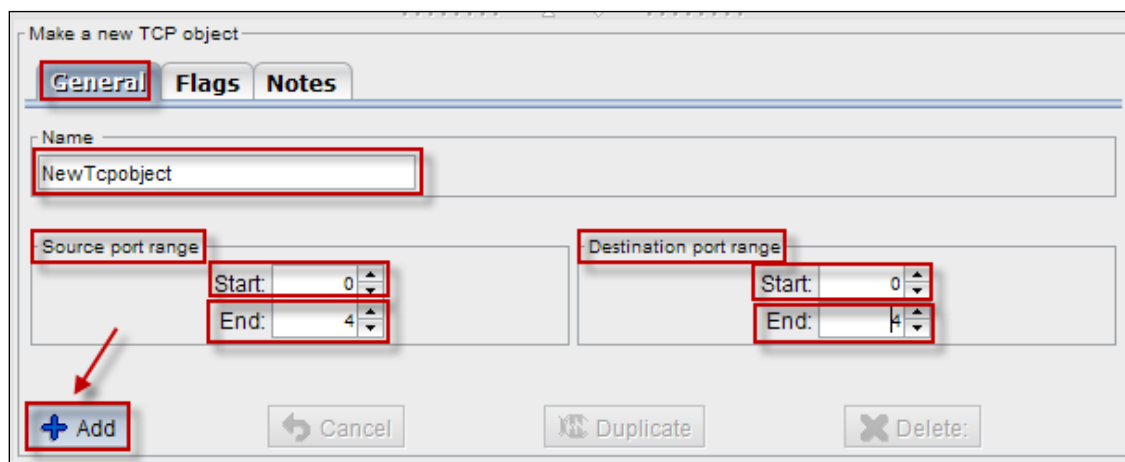 Make a new TCP object
General Flags Notes
Name
NewTcpobject
Source port range Destination port range
Start: 0 Start: 0
End: 4 End: 4
Add Cancel Duplicate Delete: